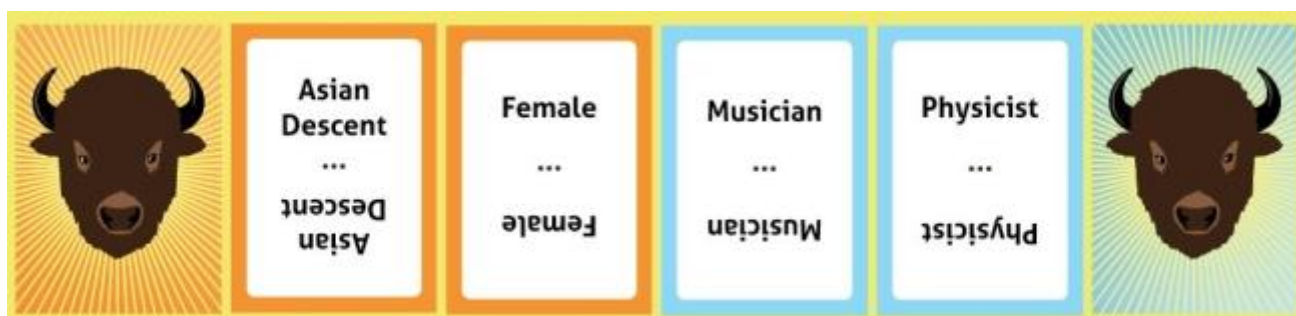 Asian
Descent
...
Asian
Descent
Female
...
Female
Musician
...
Musician
Physicist
...
Physicist